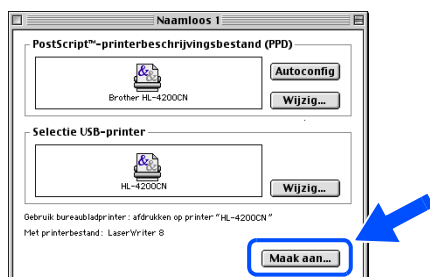 Naamloos 1
PostScript™-printerbeschrijvingsbestand (PPD)
Autoconfig
Brother HL-4200CN
Wijzig...
Selectie USB-printer
HL-4200CN
Wijzig...
Gebruik bureaubladprinter: afdrukken op printer "HL-4200CN"
Met printerbestand: LaserWriter 8
Maak aan...